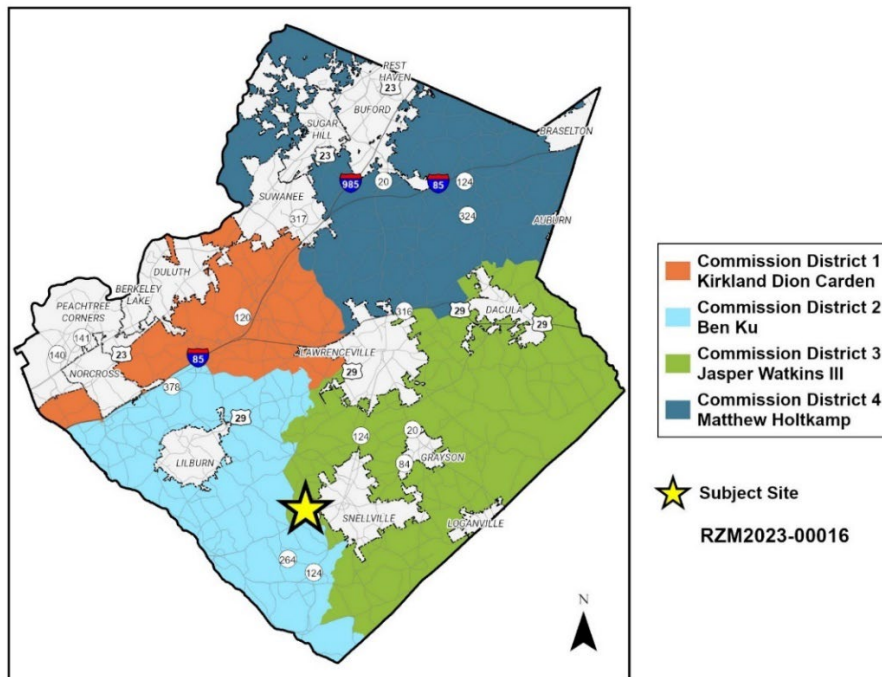 REST
HAVEN
23
BUFORD
SUGAR
HILL
23
BRASELTON
985
20
85
124
SUWANEE
317
324
AUBURN
DULUTH
BERKELEY
LAKE
PEACHTREE
CORNERS
141
140
23
NORCROSS
120
85
378
316
29
DACULA
29
LAWRENCEVILLE
29
29
LILBURN
124
20
84
GRAYSON
SNELLVILLE
LOGANVILLE
264
124
N
Commission District 1
Kirkland Dion Carden
Commission District 2
Ben Ku
Commission District 3
Jasper Watkins III
Commission District 4
Matthew Holtkamp
Subject Site
RZM2023-00016